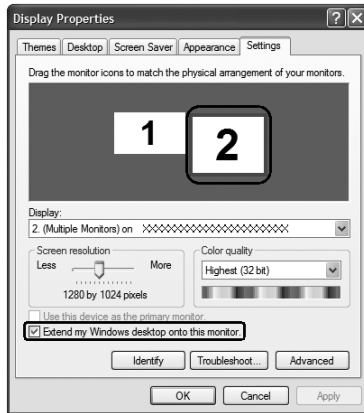 Display Properties
Themes Desktop Screen Saver Appearance Settings
Drag the monitor icons to match the physical arrangement of your monitors.
1 2
Display:
2. (Multiple Monitors) on XXXXXXXXXXXXXXXXXXXXX
Screen resolution Color quality
Less More Highest (32 bit)
1280 by 1024 pixels
Use this device as the primary monitor.
Extend my Windows desktop onto this monitor.
Identify Troubleshoot... Advanced
OK Cancel Apply